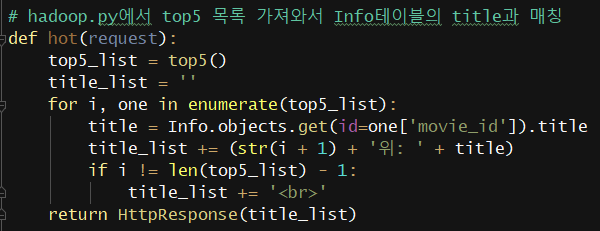 # hadoop.py에서 top5 목록 가져와서 Info테이블의 title과 매칭
def hot(request):
    top5_list = top5()
    title_list = ''
    for i, one in enumerate(top5_list):
        title = Info.objects.get(id=one['movie_id']).title
        title_list += (str(i + 1) + '위: ' + title)
        if i != len(top5_list) - 1:
            title_list += '<br>'
    return HttpResponse(title_list)